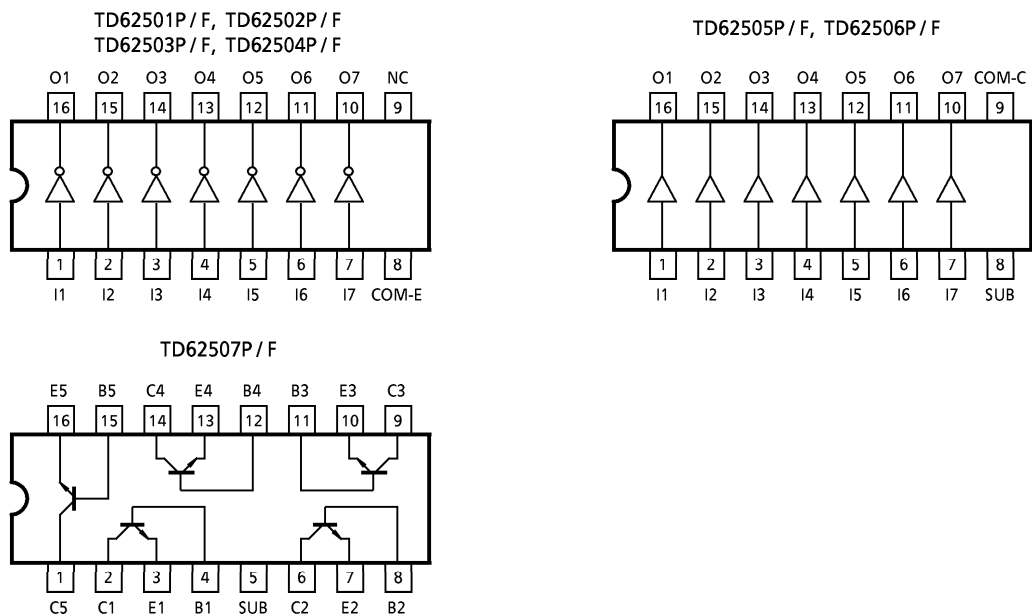 TD62501P / F, TD62502P / F
TD62503P / F, TD62504P / F
O1 O2 O3 O4 O5 O6 O7 NC
16 15 14 13 12 11 10 9
1 2 3 4 5 6 7 8
I1 I2 I3 I4 I5 I6 I7 COM-E
TD62505P / F, TD62506P / F
O1 O2 O3 O4 O5 O6 O7 COM-C
16 15 14 13 12 11 10 9
1 2 3 4 5 6 7 8
I1 I2 I3 I4 I5 I6 I7 SUB
TD62507P / F
E5 B5 C4 E4 B4 B3 E3 C3
16 15 14 13 12 11 10 9
1 2 3 4 5 6 7 8
C5 C1 E1 B1 SUB C2 E2 B2